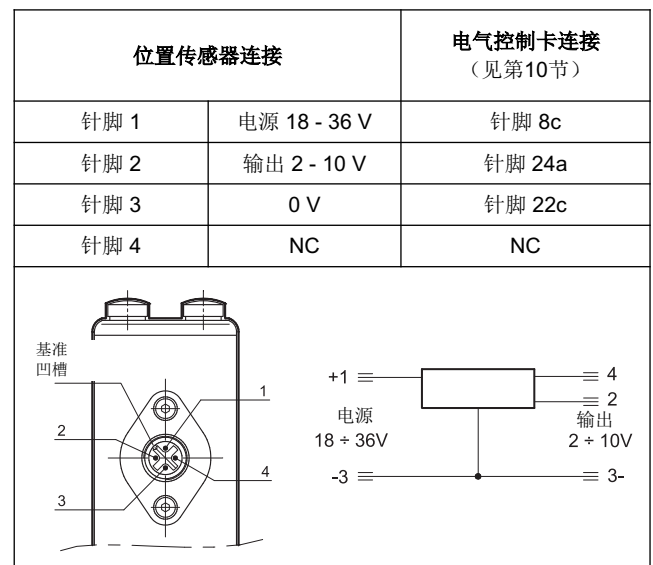 位置传感器连接
电气控制卡连接
（见第10节）
针脚 1 电源 18 - 36 V 针脚 8c
针脚 2 输出 2 - 10 V 针脚 24a
针脚 3 0 V 针脚 22c
针脚 4 NC NC
基准
凹槽
1
2
4
3
+1 4
2
电源 输出
18 ÷ 36V 2 ÷ 10V
-3 3-